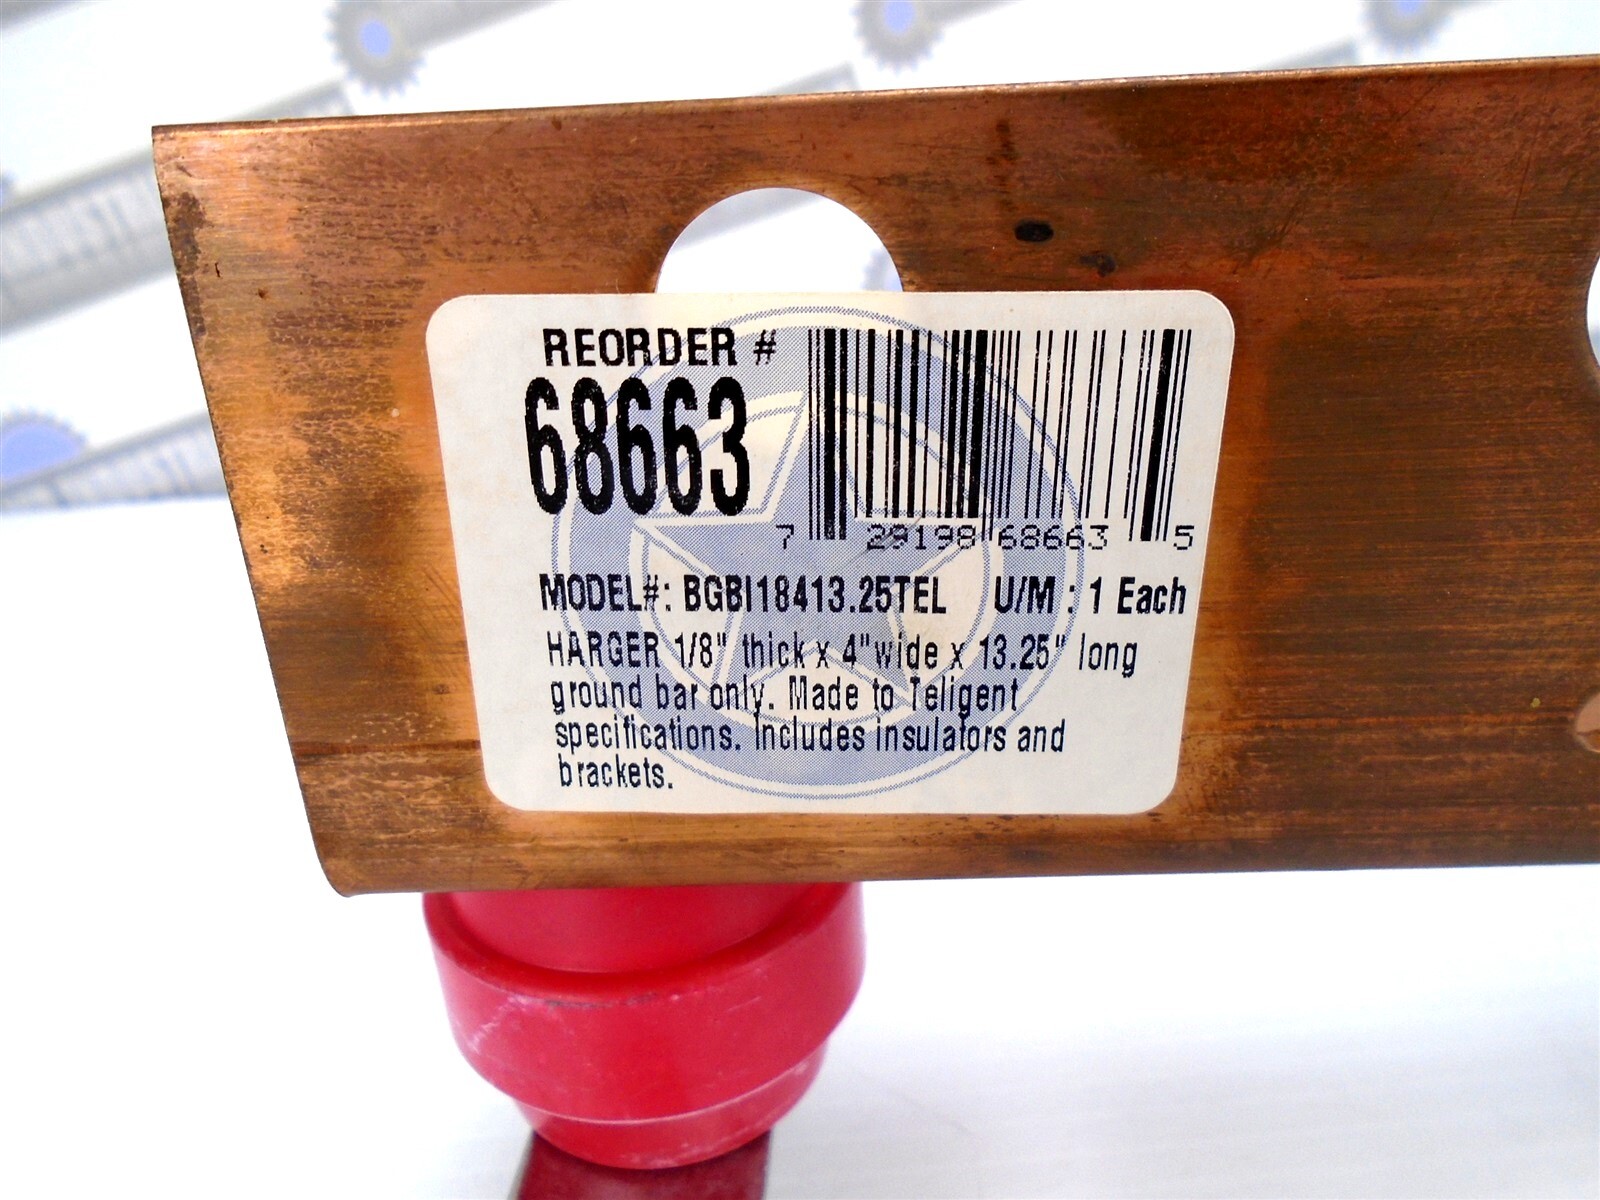 REORDER #
68663
7 29198 68663 5
MODEL#: BGBI18413.25TEL U/M : 1 Each
HARGER 1/8" thick x 4"wide x 13.25" long
ground bar only. Made to Teligent
specifications. Includes insulators and
brackets.